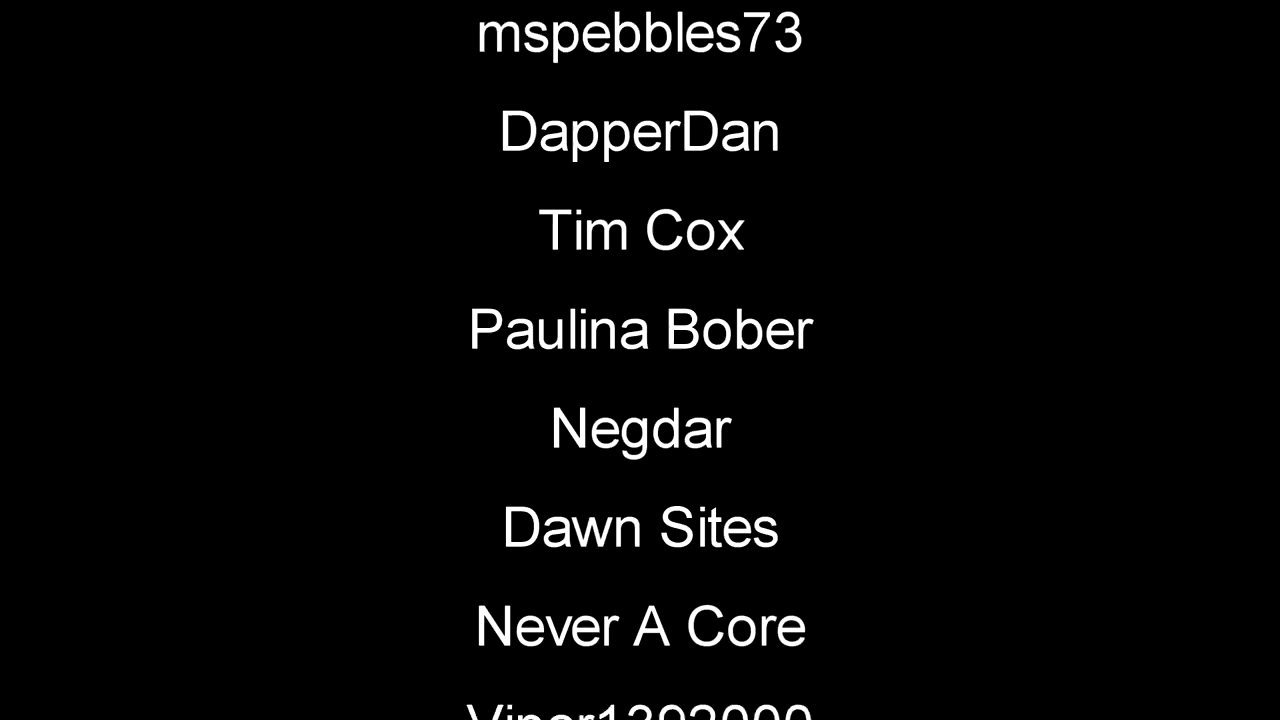 mspebbles73
DapperDan
Tim Cox
Paulina Bober
Negdar
Dawn Sites
Never A Core